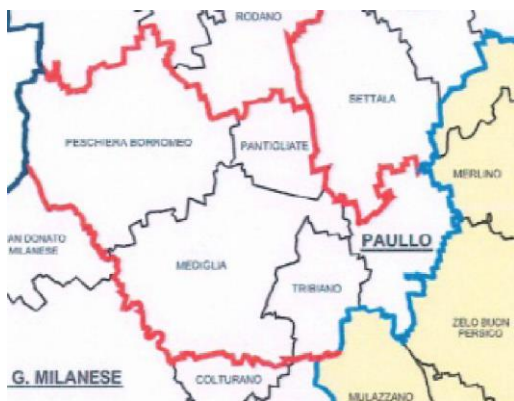 RODANO
SETTALA
PESCHIERA BORROMEO
PANTIGLIATE
MERLINO
AN DONATO
MILANESE
PAULLO
MEDIGLIA
TRIBIANO
ZELO BUON
PERSICO
G. MILANESE
COLTURANO
MULAZZANO